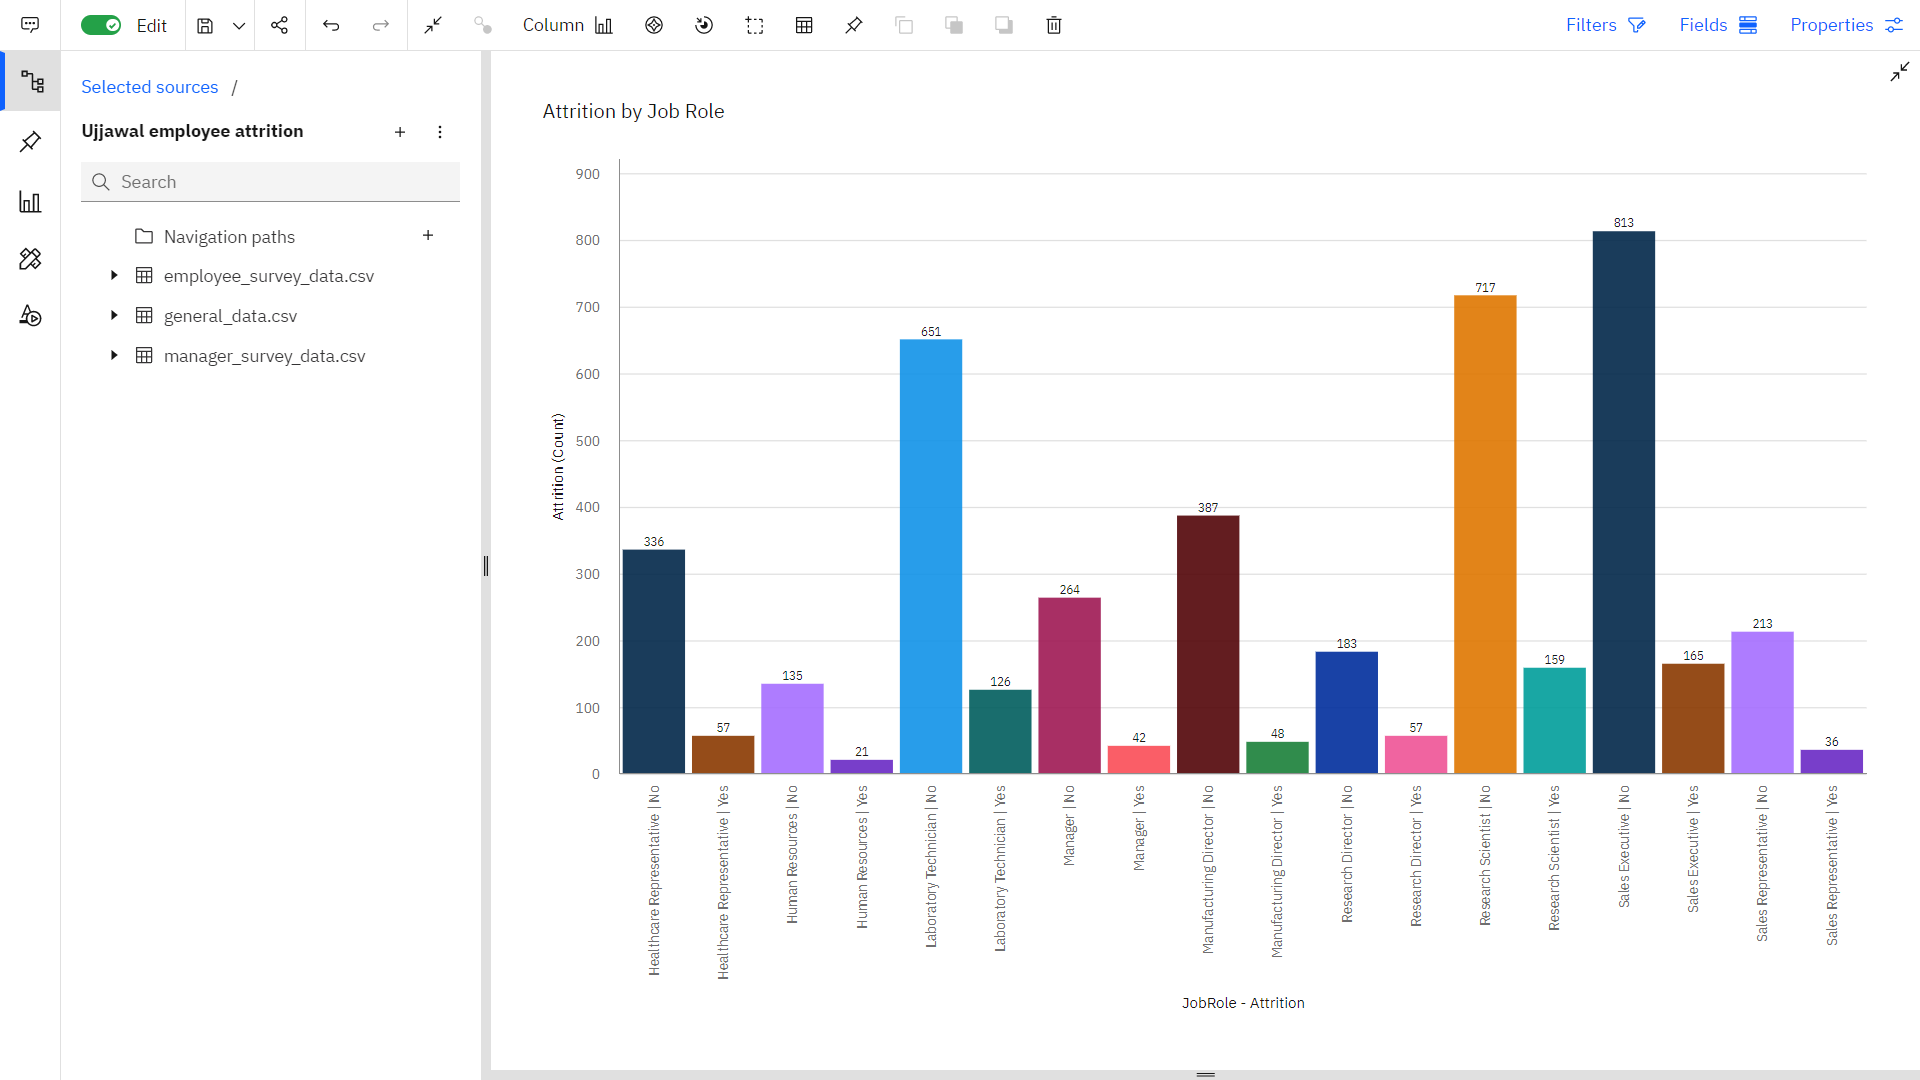 Edit
Column
Filters
Fields
Properties
Selected sources /
Ujjawal employee attrition
Search
Navigation paths
employee_survey_data.csv
general_data.csv
manager_survey_data.csv
Attrition by Job Role
Attrition (Count)
900
800
700
600
500
400
300
200
100
0
336
57
135
21
651
126
264
42
387
48
183
57
717
159
813
165
213
36
Healthcare Representative | No
Healthcare Representative | Yes
Human Resources | No
Human Resources | Yes
Laboratory Technician | No
Laboratory Technician | Yes
Manager | No
Manager | Yes
Manufacturing Director | No
Manufacturing Director | Yes
Research Director | No
Research Director | Yes
Research Scientist | No
Research Scientist | Yes
Sales Executive | No
Sales Executive | Yes
Sales Representative | No
Sales Representative | Yes
JobRole - Attrition